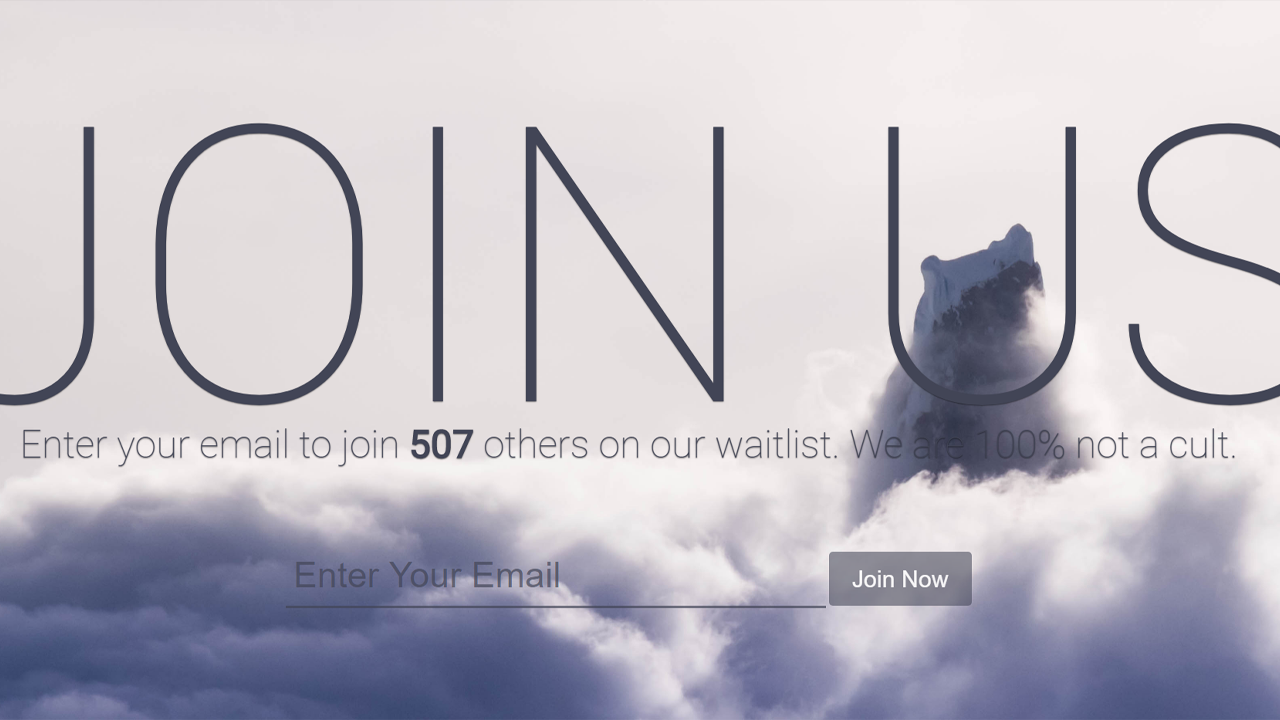 JOIN US
Enter your email to join 507 others on our waitlist. We are 100% not a cult.
Enter Your Email
Join Now